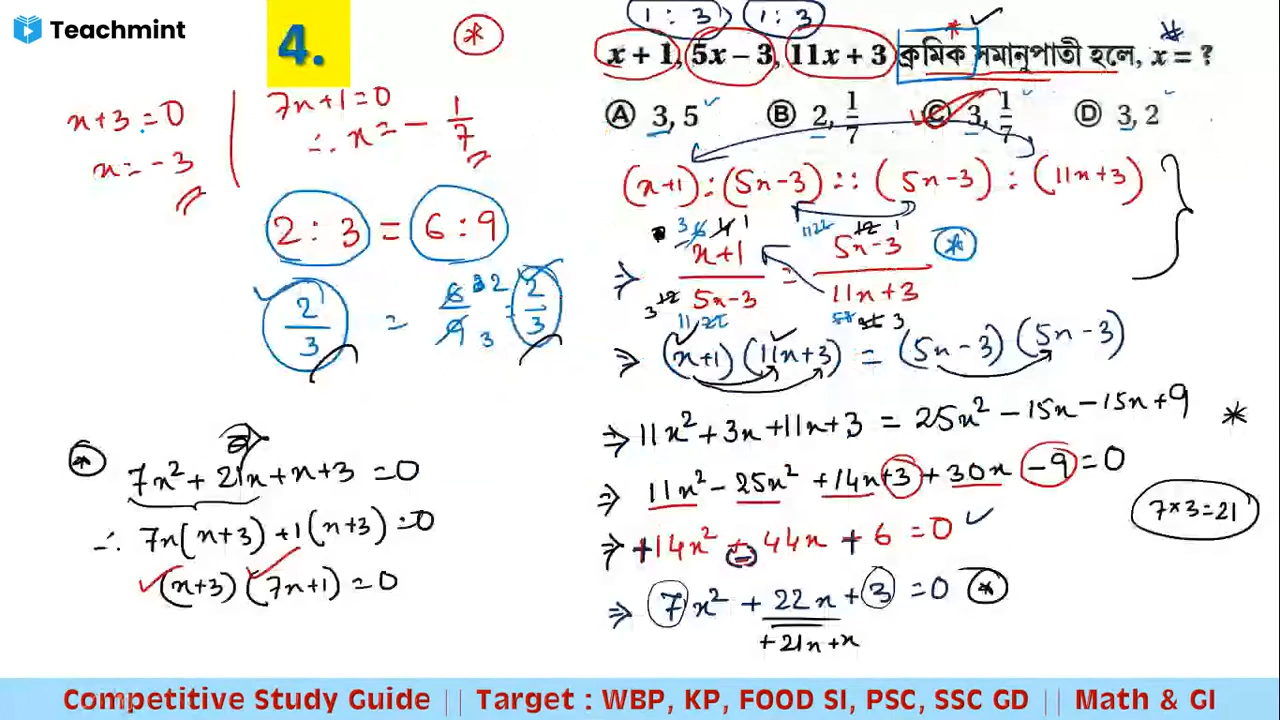 Teachmint
4.
*
1 : 3 1 : 3
x + 1, 5x − 3, 11x + 3 ক্রমিক সমানুপাতী হলে, x = ?
A 3, 5 B 2, 1/7 C 3, 1/7 D 3, 2
x+3=0
x=-3
7x+1=0
∴ x = - 1/7
2 : 3 = 6 : 9
2/3 = 6/9 = 2/3
(x+1) : (5x-3) :: (5x-3) : (11x+3)
⇒ x+1/5x-3 = 5x-3/11x+3 *
⇒ (x+1) (11x+3) = (5x-3) (5x-3)
⇒ 11x² + 3x + 11x + 3 = 25x² - 15x - 15x + 9 *
⇒ 11x² - 25x² + 14x + 3 + 30x - 9 = 0
7 × 3 = 21
⇒ +14x² - 44x + 6 = 0
⇒ 7x² + 22x + 3 = 0 *
+21x + x
* 7x² + 21x + x + 3 = 0
∴ 7x(x+3) + 1(x+3) = 0
(x+3) (7x+1) = 0
Competitive Study Guide || Target : WBP, KP, FOOD SI, PSC, SSC GD || Math & GI